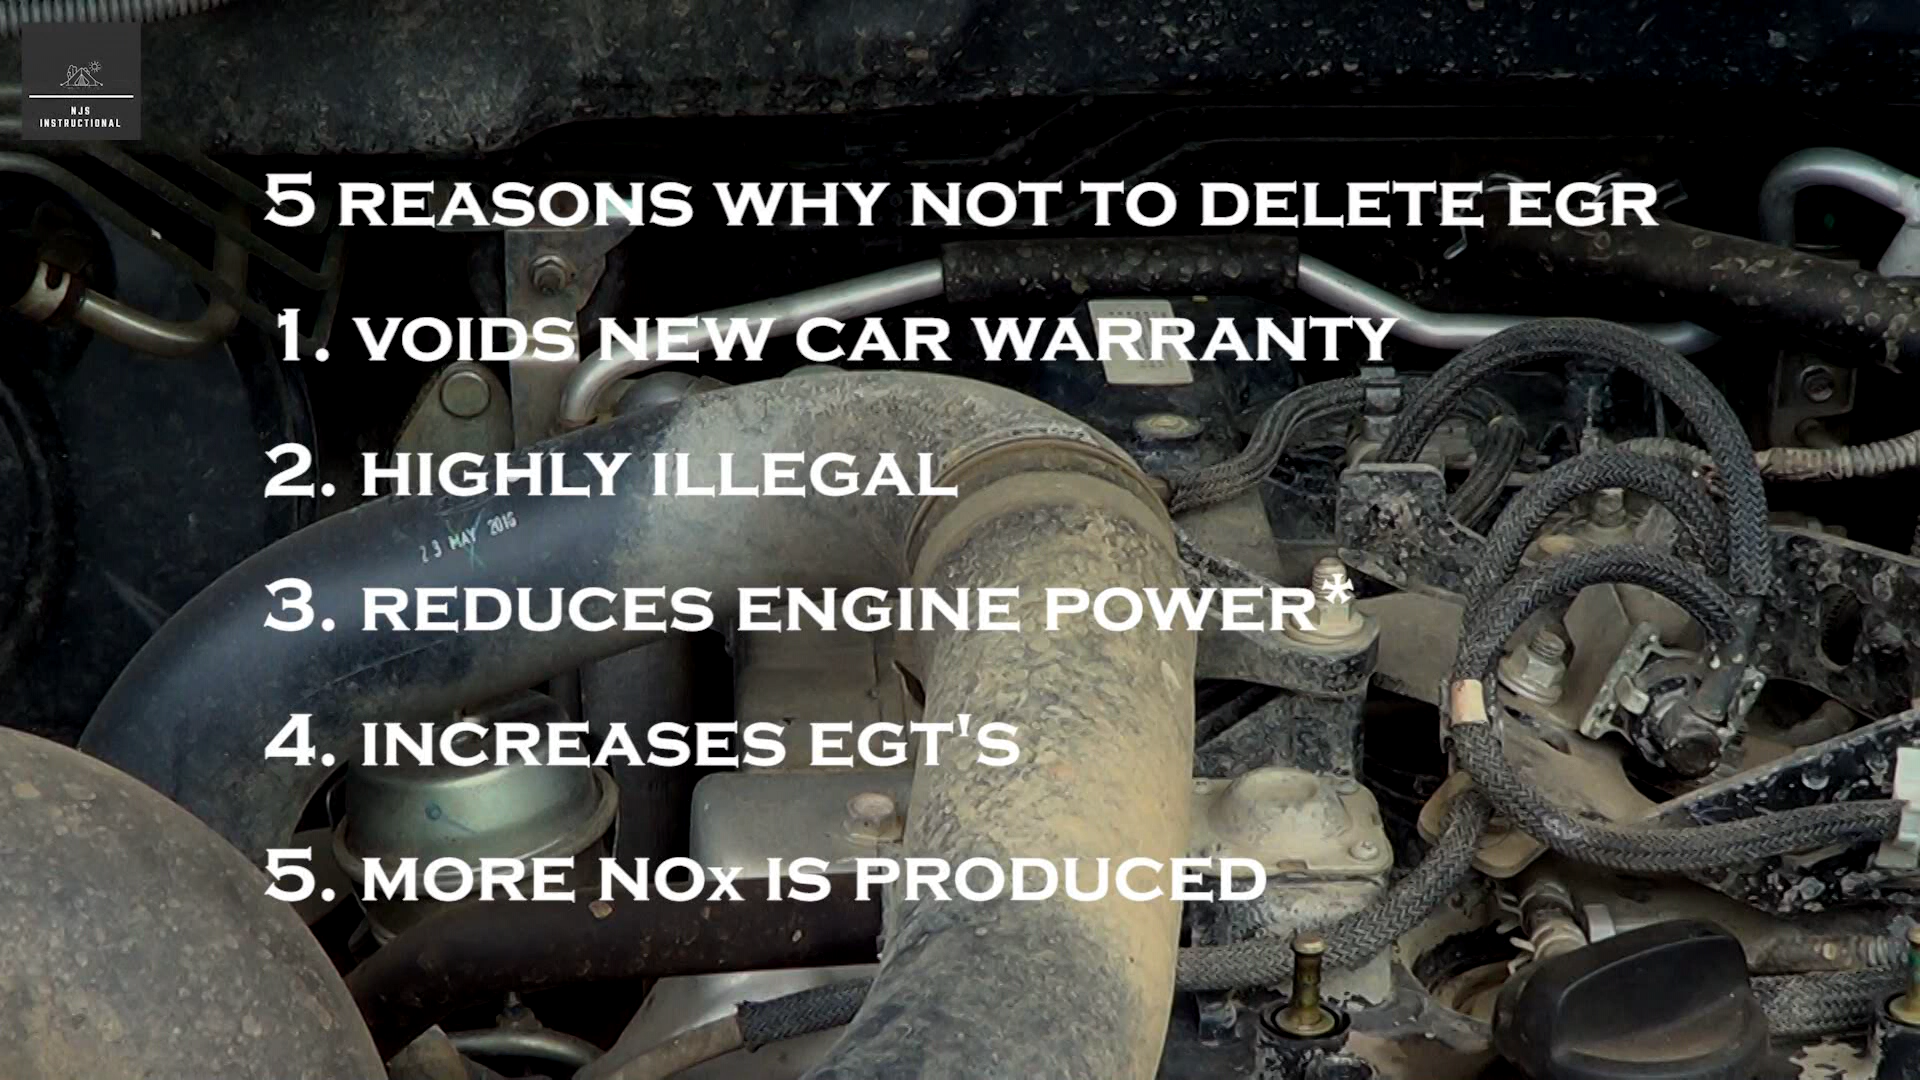 NJS
INSTRUCTIONAL
5 REASONS WHY NOT TO DELETE EGR
1. VOIDS NEW CAR WARRANTY
2. HIGHLY ILLEGAL
23 MAY 2016
3. REDUCES ENGINE POWER*
4. INCREASES EGT'S
5. MORE NOx IS PRODUCED